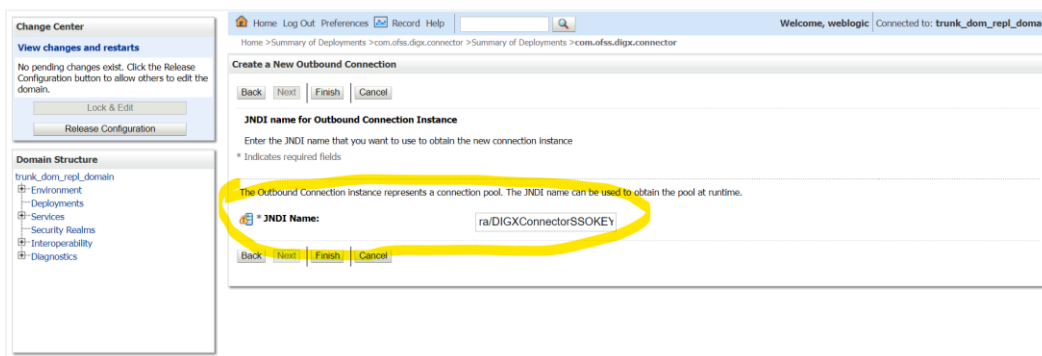 Change Center
View changes and restarts
No pending changes exist. Click the Release
Configuration button to allow others to edit the
domain.
Lock & Edit
Release Configuration
Domain Structure
trunk_dom_repl_domain
Environment
Deployments
Services
Security Realms
Interoperability
Diagnostics
Home Log Out Preferences Record Help
Welcome, weblogic Connected to: trunk_dom_repl_doma
Home >Summary of Deployments >com.ofss.digx.connector >Summary of Deployments >com.ofss.digx.connector
Create a New Outbound Connection
Back Next Finish Cancel
JNDI name for Outbound Connection Instance
Enter the JNDI name that you want to use to obtain the new connection instance
* Indicates required fields
The Outbound Connection instance represents a connection pool. The JNDI name can be used to obtain the pool at runtime.
* JNDI Name: ra/DIGXConnectorSSOKEY
Back Next Finish Cancel